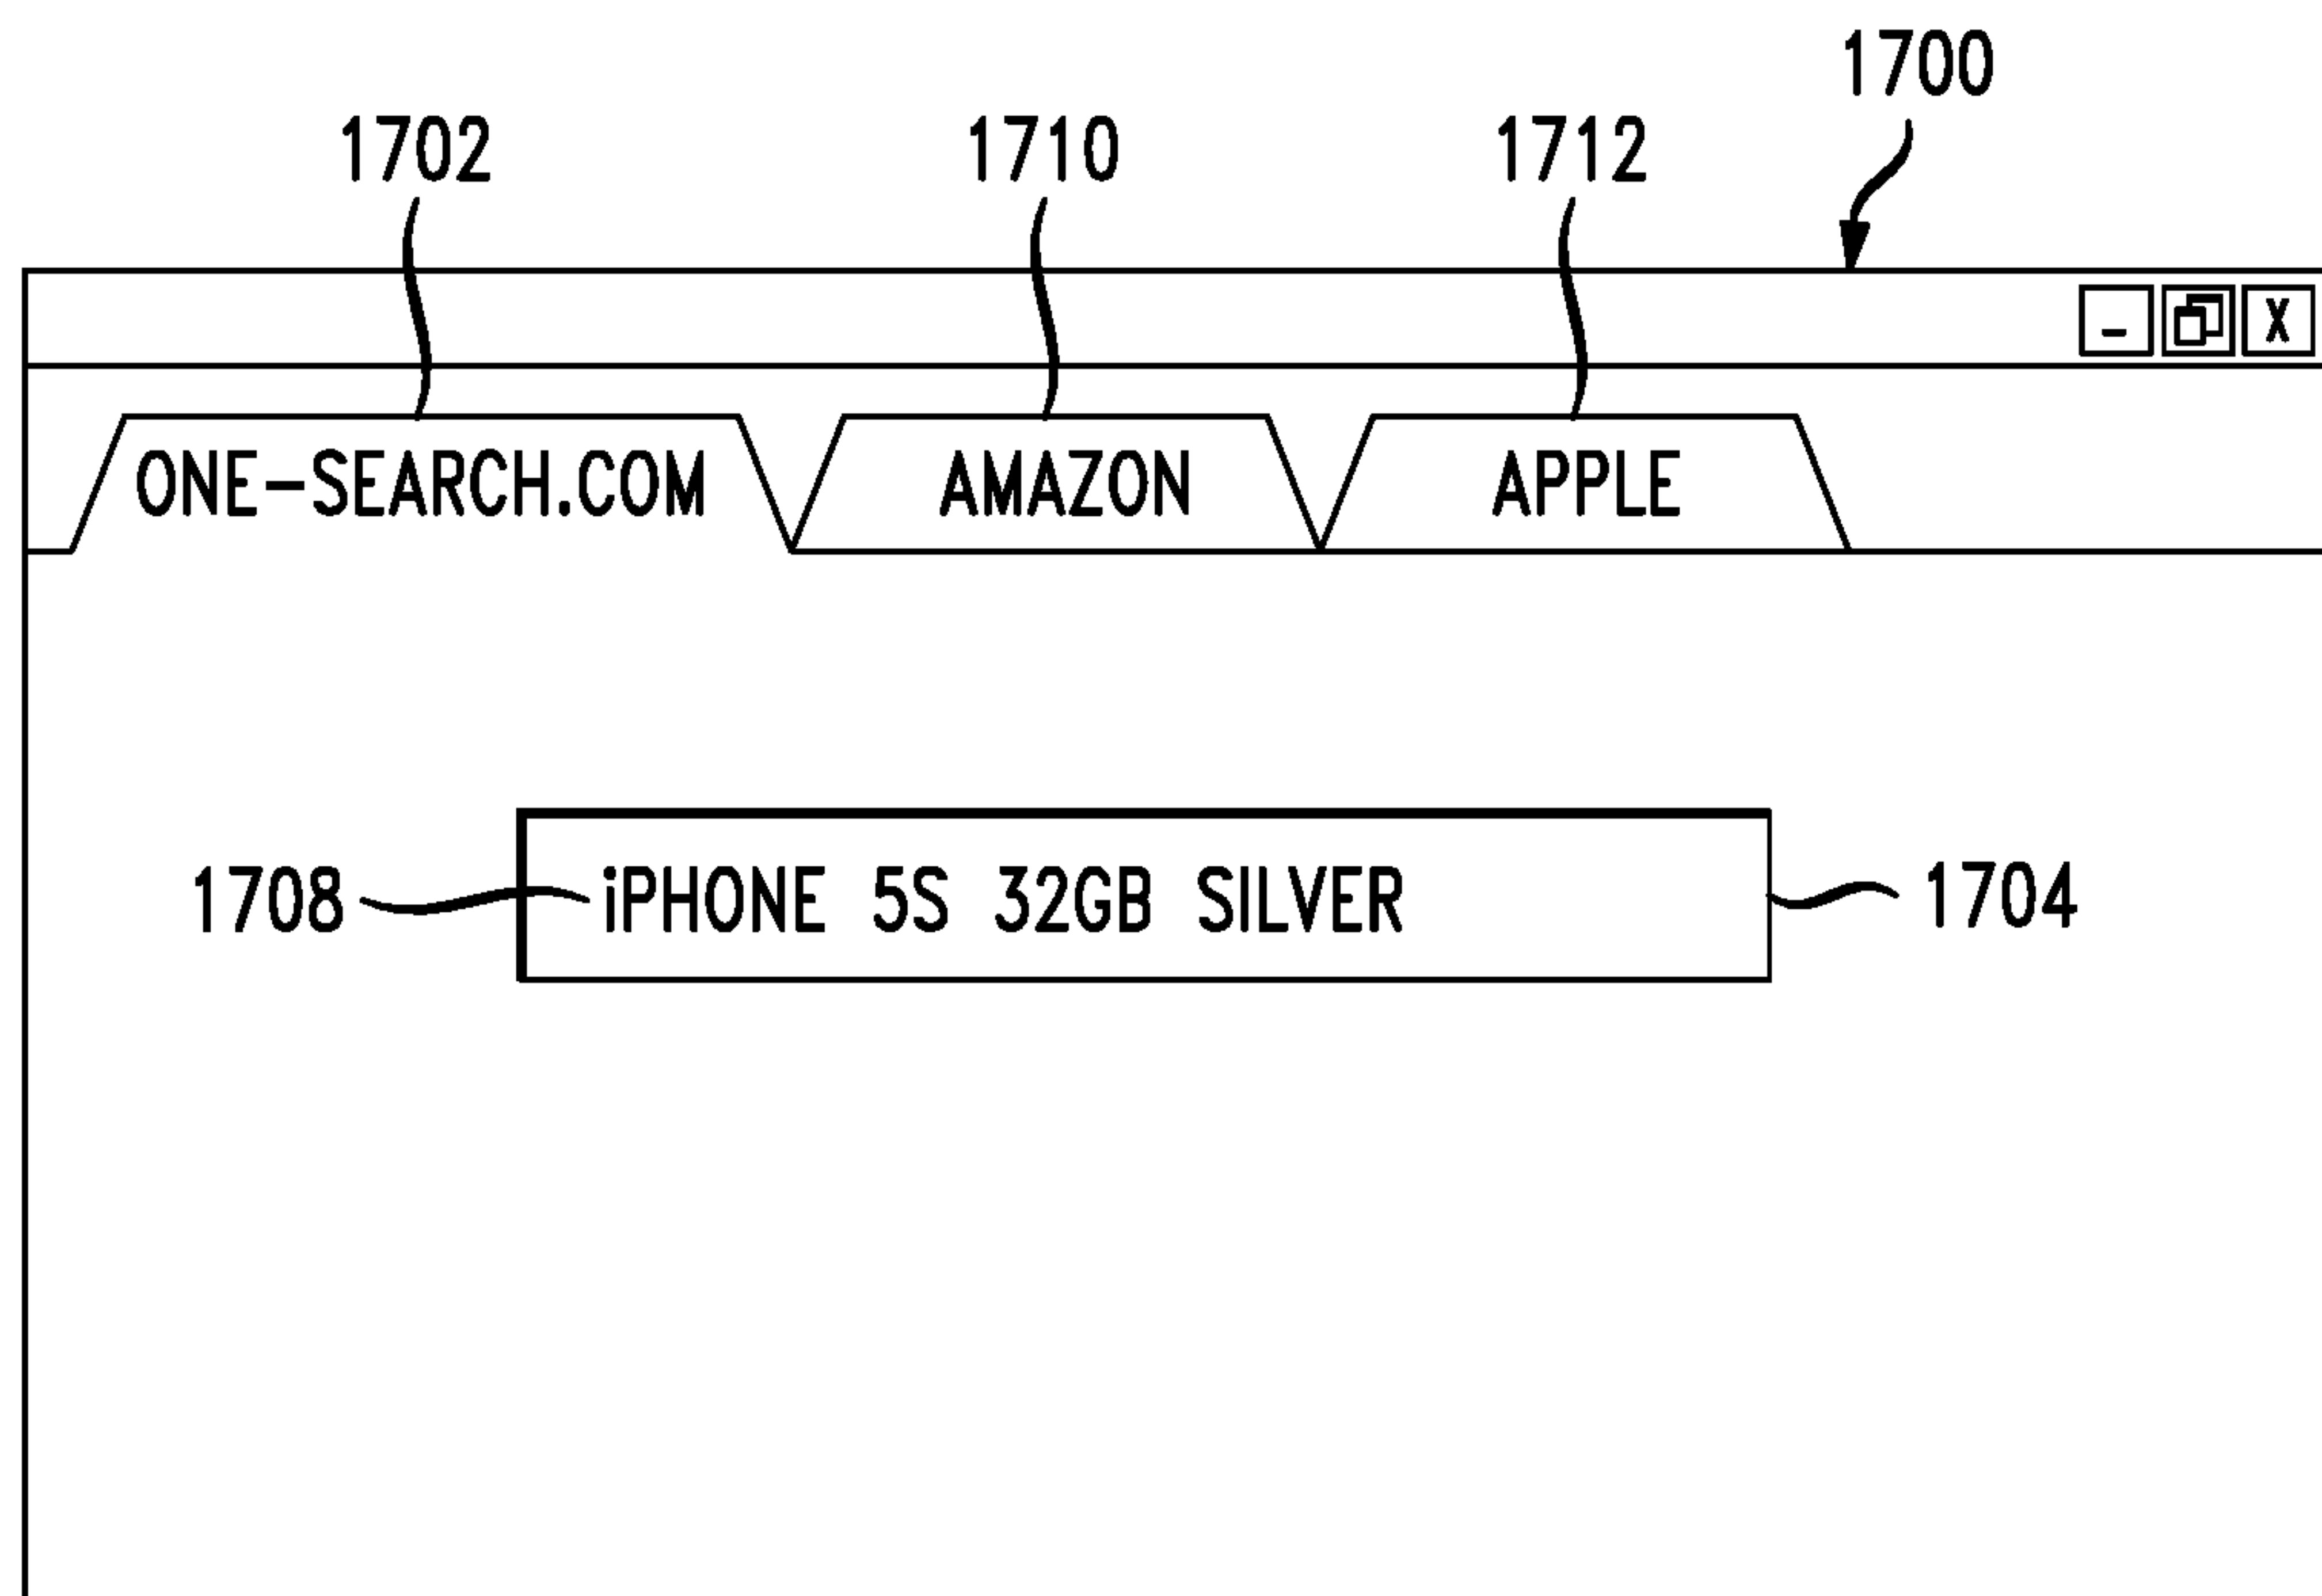 1700
1702 1710 1712
- X
ONE-SEARCH.COM AMAZON APPLE
1708 iPHONE 5S 32GB SILVER 1704